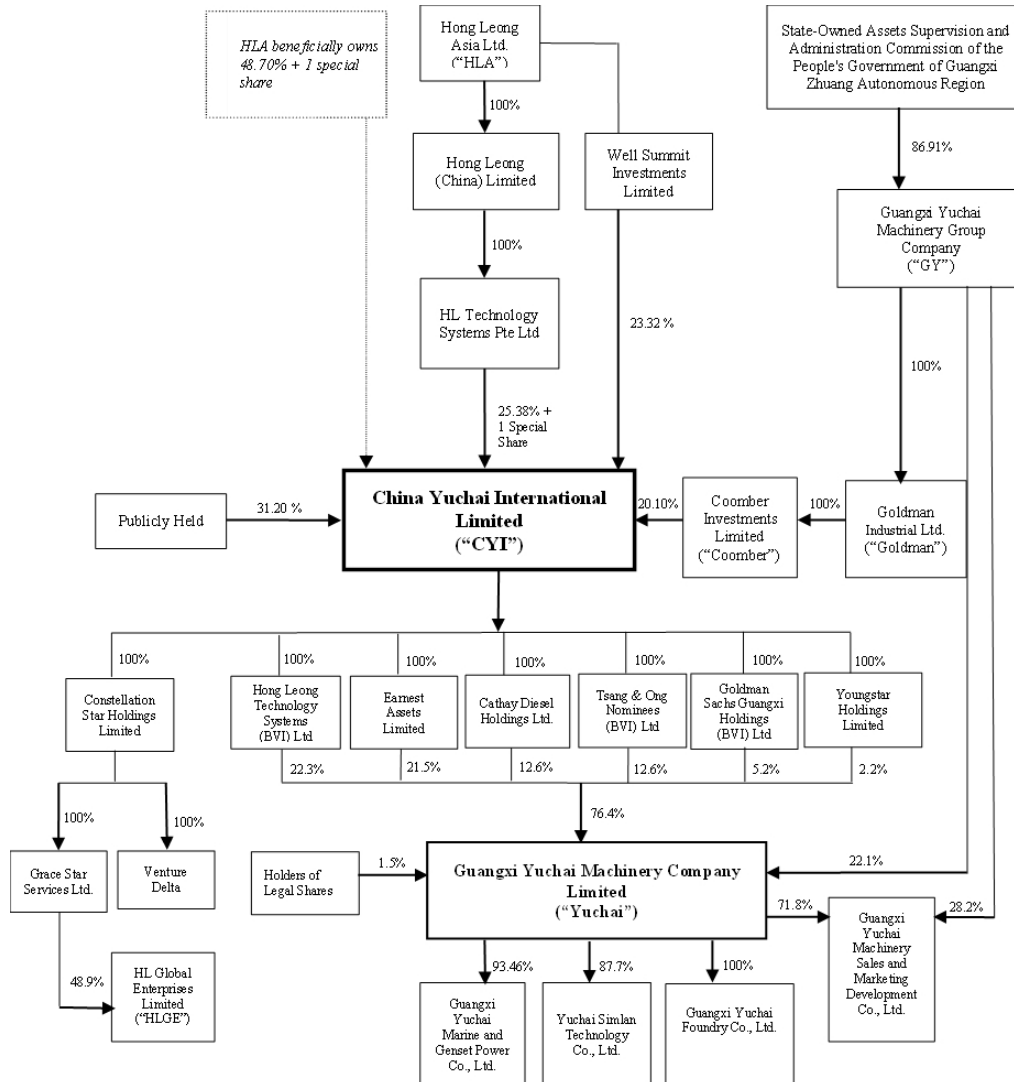 HLA beneficially owns
48.70% + 1 special
share
Hong Leong
Asia Ltd.
(“HLA”)
State-Owned Assets Supervision and
Administration Commission of the
People's Government of Guangxi
Zhuang Autonomous Region
100%
86.91%
Hong Leong
(China) Limited
Well Summit
Investments
Limited
Guangxi Yuchai
Machinery Group
Company
(“GY”)
100%
HL Technology
Systems Pte Ltd
23.32 %
100%
25.38% +
1 Special
Share
Publicly Held
31.20 %
China Yuchai International
Limited
(“CYI”)
20.10%
Coomber
Investments
Limited
(“Coomber”)
100%
Goldman
Industrial Ltd.
(“Goldman”)
100%
100%
100%
100%
100%
100%
100%
Constellation
Star Holdings
Limited
Hong Leong
Technology
Systems
(BVI) Ltd
Earnest
Assets
Limited
Cathay Diesel
Holdings Ltd.
Tsang & Ong
Nominees
(BVI) Ltd
Goldman
Sachs Guangxi
Holdings
(BVI) Ltd
Youngstar
Holdings
Limited
22.3%
21.5%
12.6%
12.6%
5.2%
2.2%
100%
100%
76.4%
Grace Star
Services Ltd.
Venture
Delta
Holders of
Legal Shares
1.5%
Guangxi Yuchai Machinery Company
Limited
(“Yuchai”)
22.1%
71.8%
28.2%
Guangxi
Yuchai
Machinery
Sales and
Marketing
Development
Co., Ltd.
48.9%
HL Global
Enterprises
Limited
(“HLGE”)
93.46%
87.7%
100%
Guangxi
Yuchai
Marine and
Genset Power
Co., Ltd.
Yuchai Simlan
Technology
Co., Ltd.
Guangxi Yuchai
Foundry Co., Ltd.